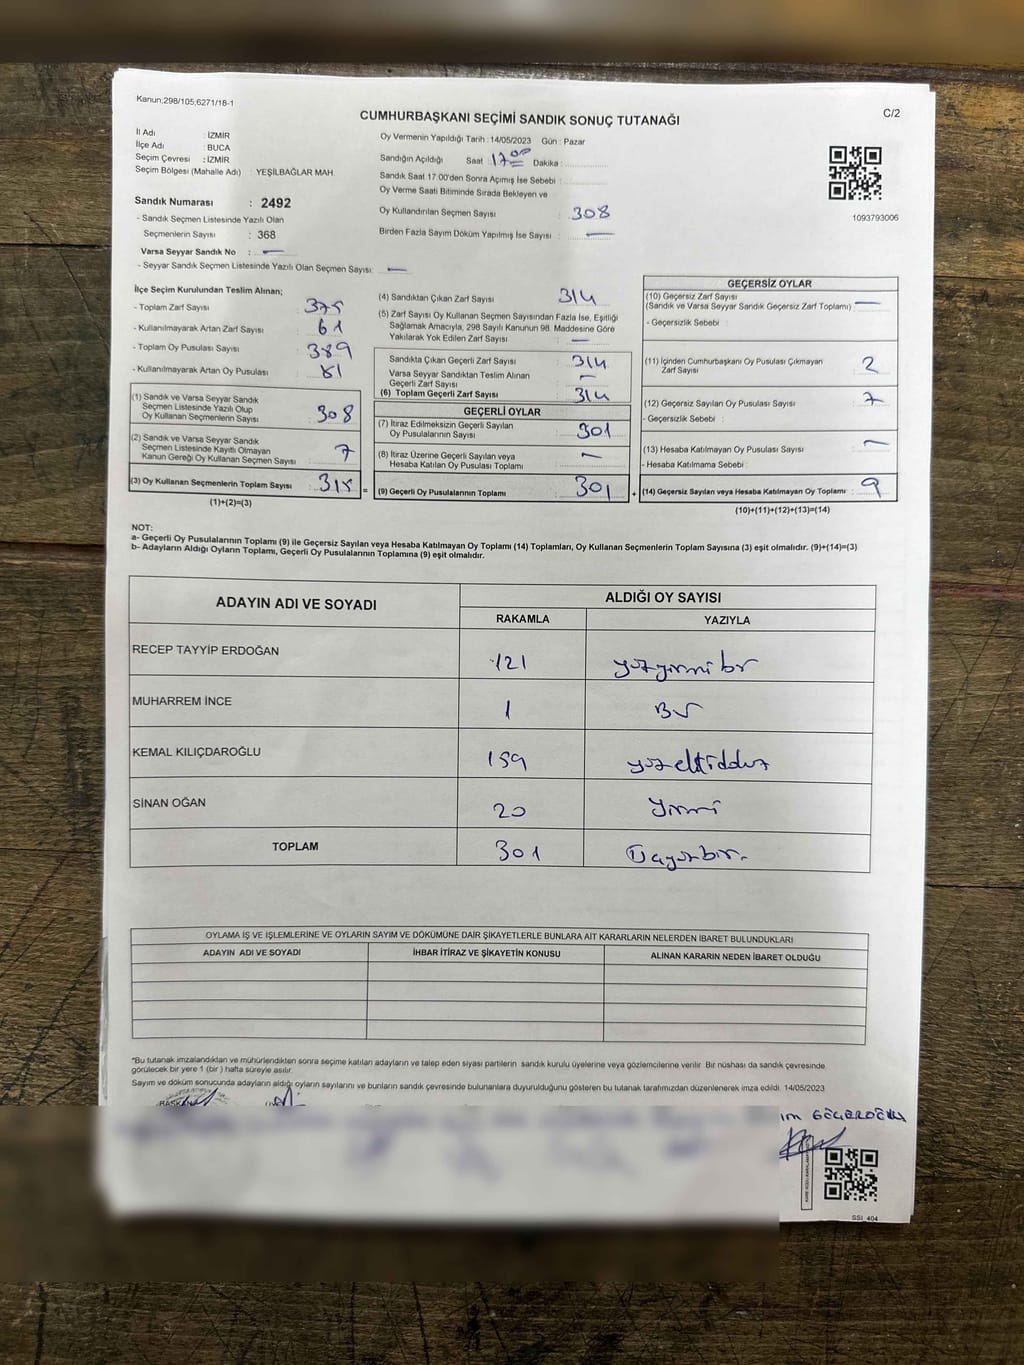 Kanun;298/105,6271/18-1
C/2
CUMHURBAŞKANI SEÇİMİ SANDIK SONUÇ TUTANAĞI
İl Adı : İZMİR
İlçe Adı : BUCA
Seçim Çevresi : İZMİR
Seçim Bölgesi (Mahalle Adı) : YEŞİLBAĞLAR MAH.
Sandık Numarası : 2492
- Sandık Seçmen Listesinde Yazılı Olan
Seçmenlerin Sayısı : 368
Varsa Seyyar Sandık No : —
- Seyyar Sandık Seçmen Listesinde Yazılı Olan Seçmen Sayısı: —
Oy Vermenin Yapıldığı Tarih : 14/05/2023 Gün : Pazar
Sandığın Açıldığı Saat : 17 00 Dakika :
Sandık Saat 17.00'den Sonra Açımış İse Sebebi :
Oy Verme Saati Bitiminde Sırada Bekleyen ve
Oy Kullandırılan Seçmen Sayısı : 308
Birden Fazla Sayım Döküm Yapılmış İse Sayısı : —
1093793006
İlçe Seçim Kurulundan Teslim Alınan;
- Toplam Zarf Sayısı : 375
- Kullanılmayarak Artan Zarf Sayısı : 61
- Toplam Oy Pusulası Sayısı : 389
- Kullanılmayarak Artan Oy Pusulası : 81
(1) Sandık ve Varsa Seyyar Sandık
Seçmen Listesinde Yazılı Olup
Oy Kullanan Seçmenlerin Sayısı : 308
(2) Sandık ve Varsa Seyyar Sandık
Seçmen Listesinde Kayıtlı Olmayan
Kanun Gereği Oy Kullanan Seçmen Sayısı : 7
(3) Oy Kullanan Seçmenlerin Toplam Sayısı : 315 =
(1)+(2)=(3)
(4) Sandıktan Çıkan Zarf Sayısı : 314
(5) Zarf Sayısı Oy Kullanan Seçmen Sayısından Fazla İse, Eşitliği
Sağlamak Amacıyla, 298 Sayılı Kanunun 98. Maddesine Göre
Yakılarak Yok Edilen Zarf Sayısı : —
Sandıkta Çıkan Geçerli Zarf Sayısı : 314
Varsa Seyyar Sandıktan Teslim Alınan
Geçerli Zarf Sayısı : —
(6) Toplam Geçerli Zarf Sayısı : 314
GEÇERLİ OYLAR
(7) İtiraz Edilmeksizin Geçerli Sayılan
Oy Pusulalarının Sayısı : 301
(8) İtiraz Üzerine Geçerli Sayılan veya
Hesaba Katılan Oy Pusulası Toplamı : —
(9) Geçerli Oy Pusulalarının Toplamı : 301 +
GEÇERSİZ OYLAR
(10) Geçersiz Zarf Sayısı
(Sandık ve Varsa Seyyar Sandık Geçersiz Zarf Toplamı) : —
- Geçersizlik Sebebi :
(11) İçinden Cumhurbaşkanı Oy Pusulası Çıkmayan
Zarf Sayısı : 2
(12) Geçersiz Sayılan Oy Pusulası Sayısı : 7
- Geçersizlik Sebebi :
(13) Hesaba Katılmayan Oy Pusulası Sayısı : —
- Hesaba Katılmama Sebebi :
(14) Geçersiz Sayılan veya Hesaba Katılmayan Oy Toplamı : 9
(10)+(11)+(12)+(13)=(14)
NOT:
a- Geçerli Oy Pusulalarının Toplamı (9) ile Geçersiz Sayılan veya Hesaba Katılmayan Oy Toplamı (14) Toplamları, Oy Kullanan Seçmenlerin Toplam Sayısına (3) eşit olmalıdır. (9)+(14)=(3)
b- Adayların Aldığı Oyların Toplamı, Geçerli Oy Pusulalarının Toplamına (9) eşit olmalıdır.
ADAYIN ADI VE SOYADI
ALDIĞI OY SAYISI
RAKAMLA YAZIYLA
RECEP TAYYİP ERDOĞAN 121 yüzyirmi bir
MUHARREM İNCE 1 Bir
KEMAL KILIÇDAROĞLU 159 yüzellidokuz
SİNAN OĞAN 20 Yirmi
TOPLAM 301 Üçyüzbir.
OYLAMA İŞ VE İŞLEMLERİNE VE OYLARIN SAYIM VE DÖKÜMÜNE DAİR ŞİKAYETLERLE BUNLARA AİT KARARLARIN NELERDEN İBARET BULUNDUKLARI
ADAYIN ADI VE SOYADI İHBAR İTİRAZ VE ŞİKAYETİN KONUSU ALINAN KARARIN NEDEN İBARET OLDUĞU
*Bu tutanak imzalandıktan ve mühürlendikten sonra seçime katılan adayların ve talep eden siyasi partilerin sandık kurulu üyelerine veya gözlemcilerine verilir. Bir nüshası da sandık çevresinde
görülecek bir yere 1 (bir ) hafta süreyle asılır.
Sayım ve döküm sonucunda adayların aldığı oyların sayılarını ve bunların sandık çevresinde bulunanlara duyurulduğunu gösteren bu tutanak tarafımızdan düzenlenerek imza edildi. 14/05/2023
BAŞKAN
SSI_404